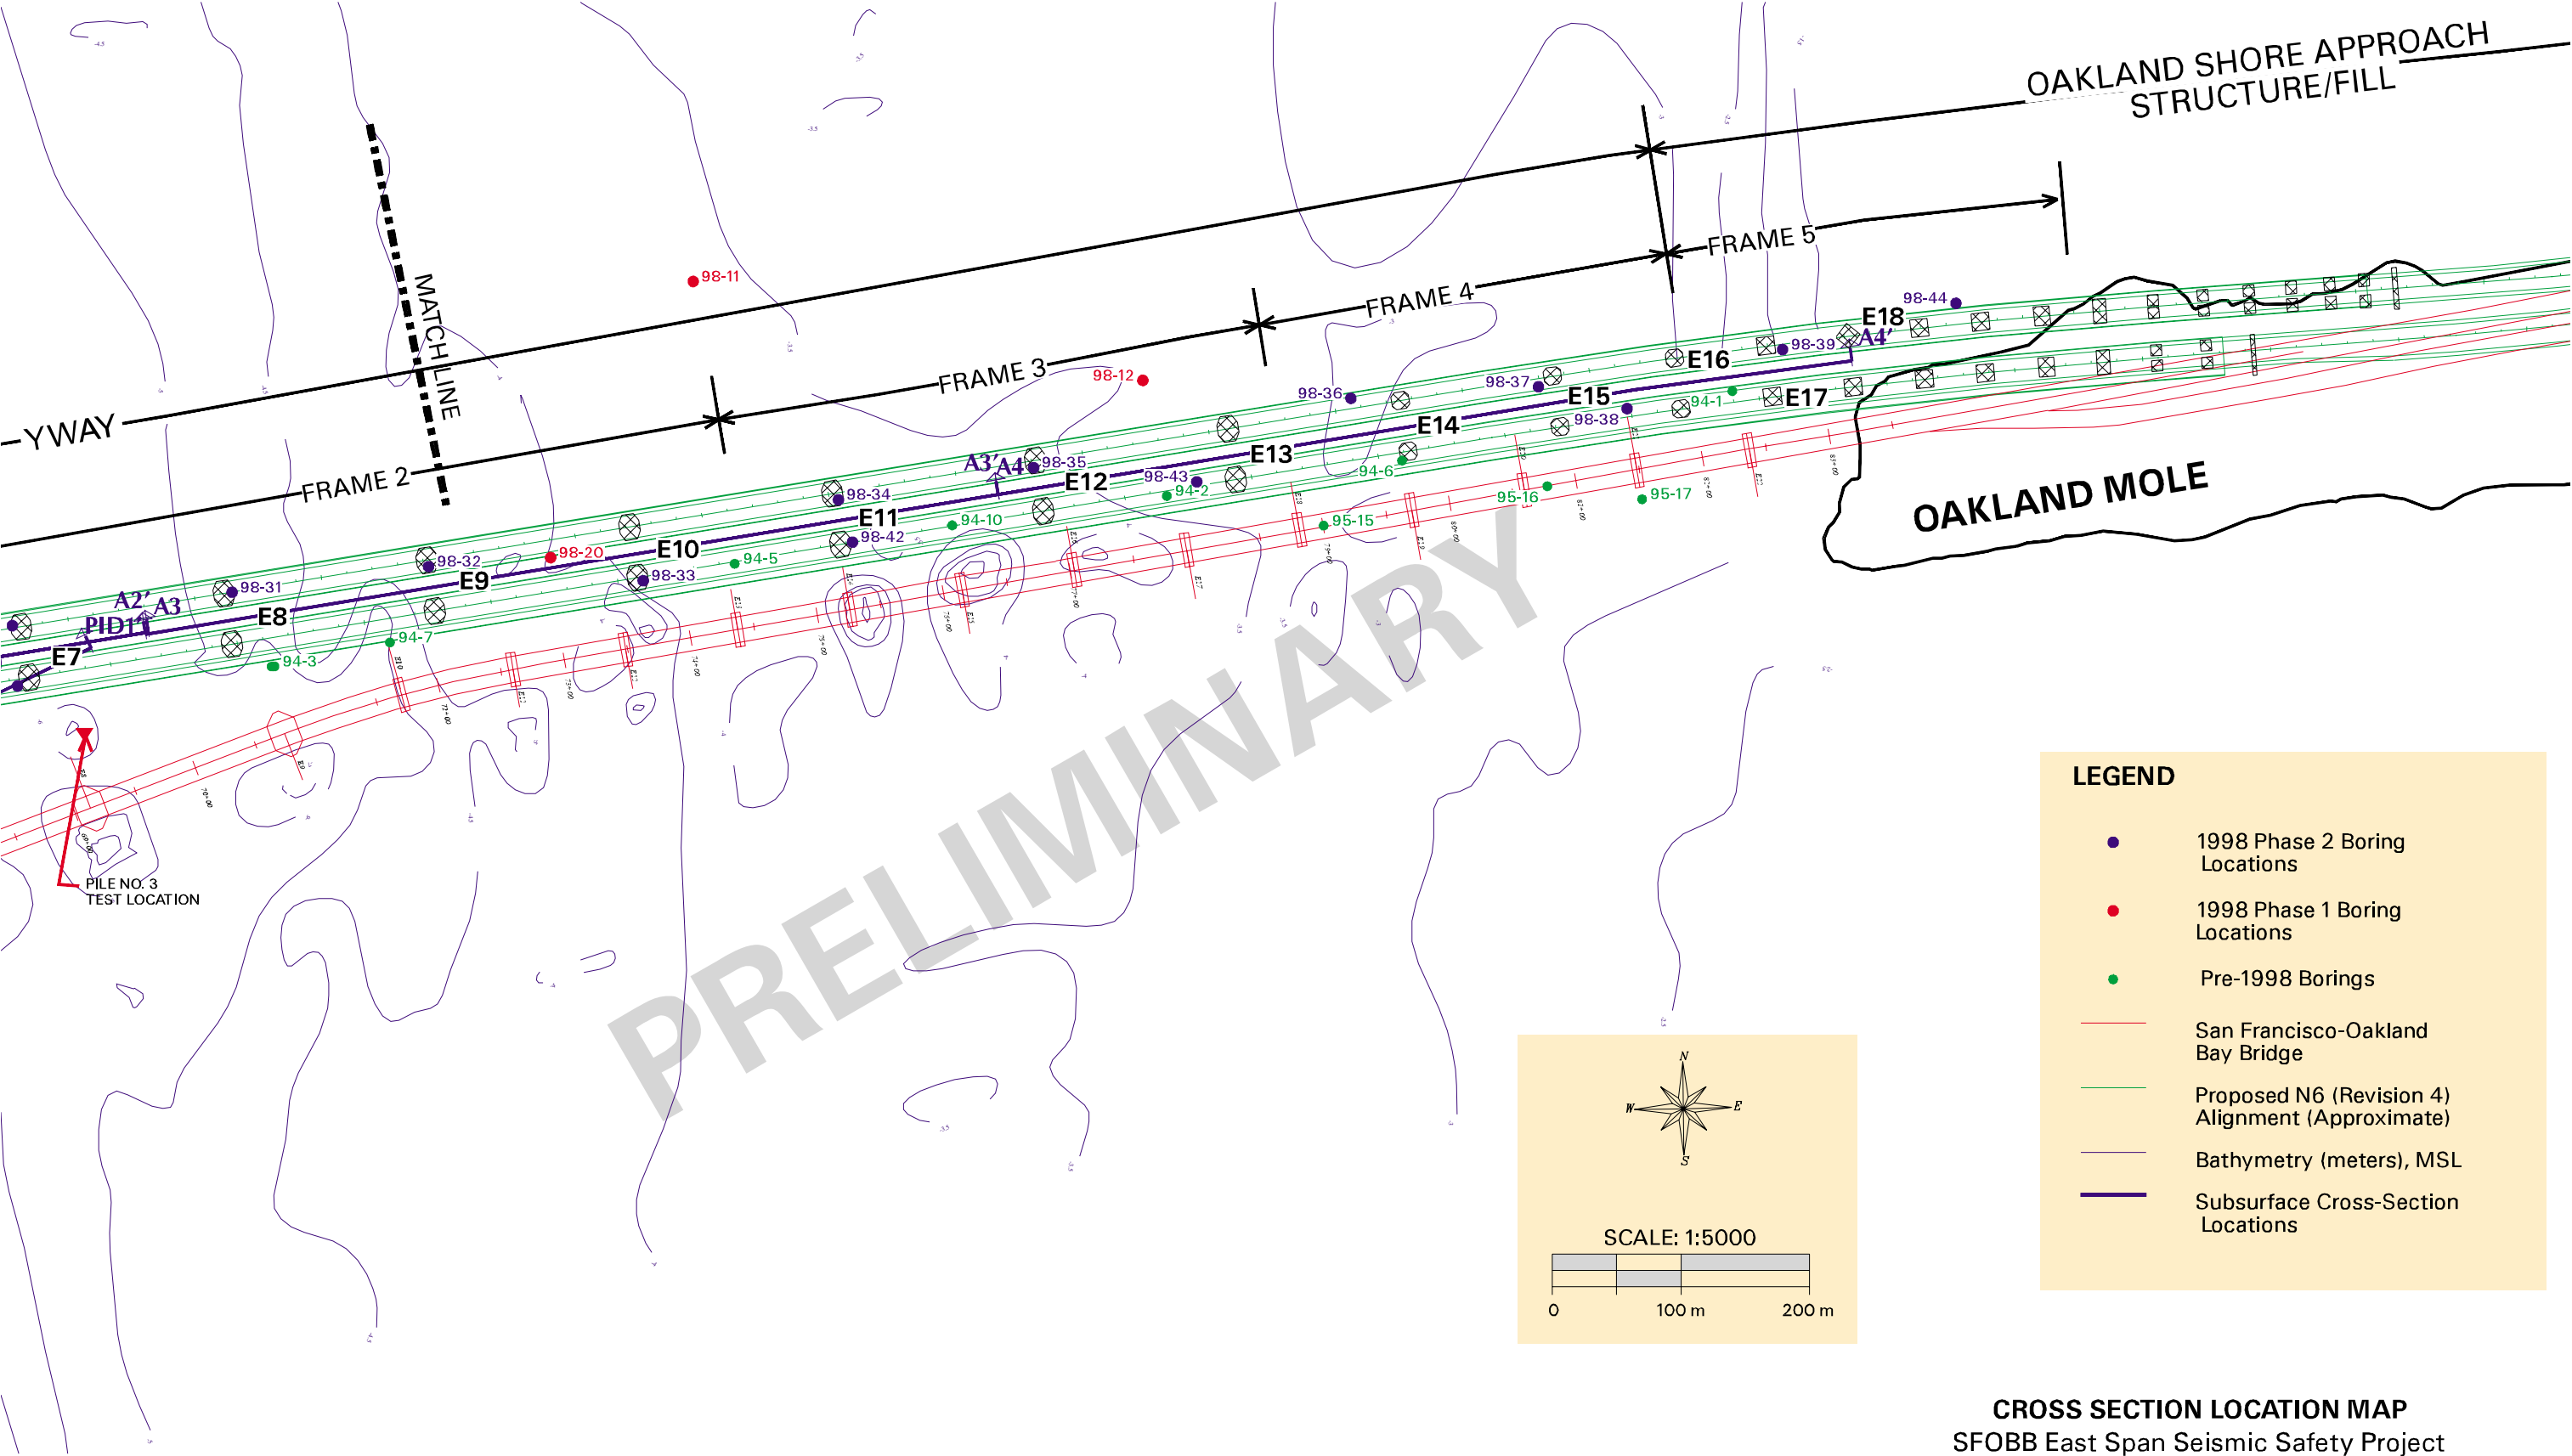 OAKLAND SHORE APPROACH
STRUCTURE/FILL
YWAY
MATCHLINE
FRAME 2
FRAME 3
FRAME 4
FRAME 5
98-11
98-12
98-44
E18
A4'
98-39
E16
98-36
98-37
E15
94-1
E17
98-38
E14
E13
A3'
A4
98-35
98-43
E12
94-2
94-6
95-16
95-17
95-15
98-34
E11
94-10
98-42
OAKLAND MOLE
98-32
98-20
E10
94-5
E9
98-33
98-31
A2'
A3
PID1'
E8
94-7
94-3
E7
PILE NO. 3
TEST LOCATION
PRELIMINARY
LEGEND
1998 Phase 2 Boring
Locations
1998 Phase 1 Boring
Locations
Pre-1998 Borings
San Francisco-Oakland
Bay Bridge
Proposed N6 (Revision 4)
Alignment (Approximate)
Bathymetry (meters), MSL
Subsurface Cross-Section
Locations
N
W
E
S
SCALE: 1:5000
0
100 m
200 m
CROSS SECTION LOCATION MAP
SFOBB East Span Seismic Safety Project